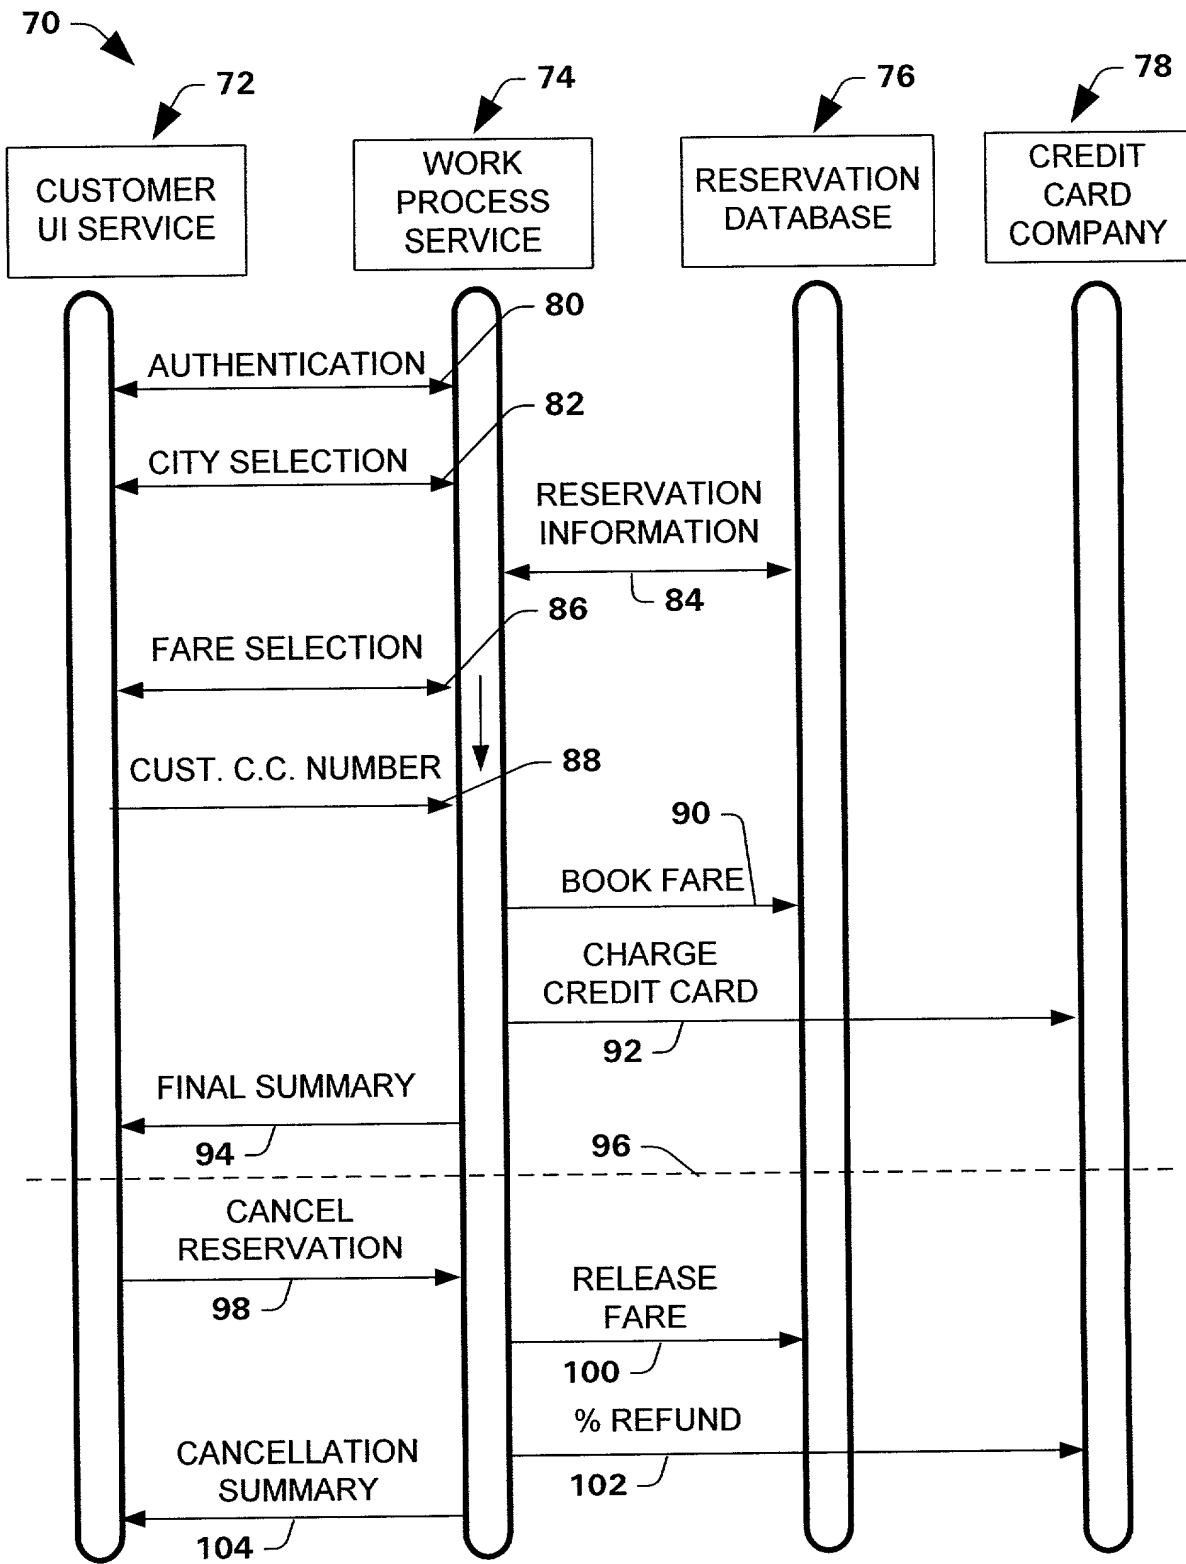 70
72
74
76
78
CUSTOMER
UI SERVICE
WORK
PROCESS
SERVICE
RESERVATION
DATABASE
CREDIT
CARD
COMPANY
80
AUTHENTICATION
82
CITY SELECTION
RESERVATION
INFORMATION
84
86
FARE SELECTION
88
CUST. C.C. NUMBER
90
BOOK FARE
CHARGE
CREDIT CARD
92
FINAL SUMMARY
94
96
CANCEL
RESERVATION
98
RELEASE
FARE
100
% REFUND
102
CANCELLATION
SUMMARY
104